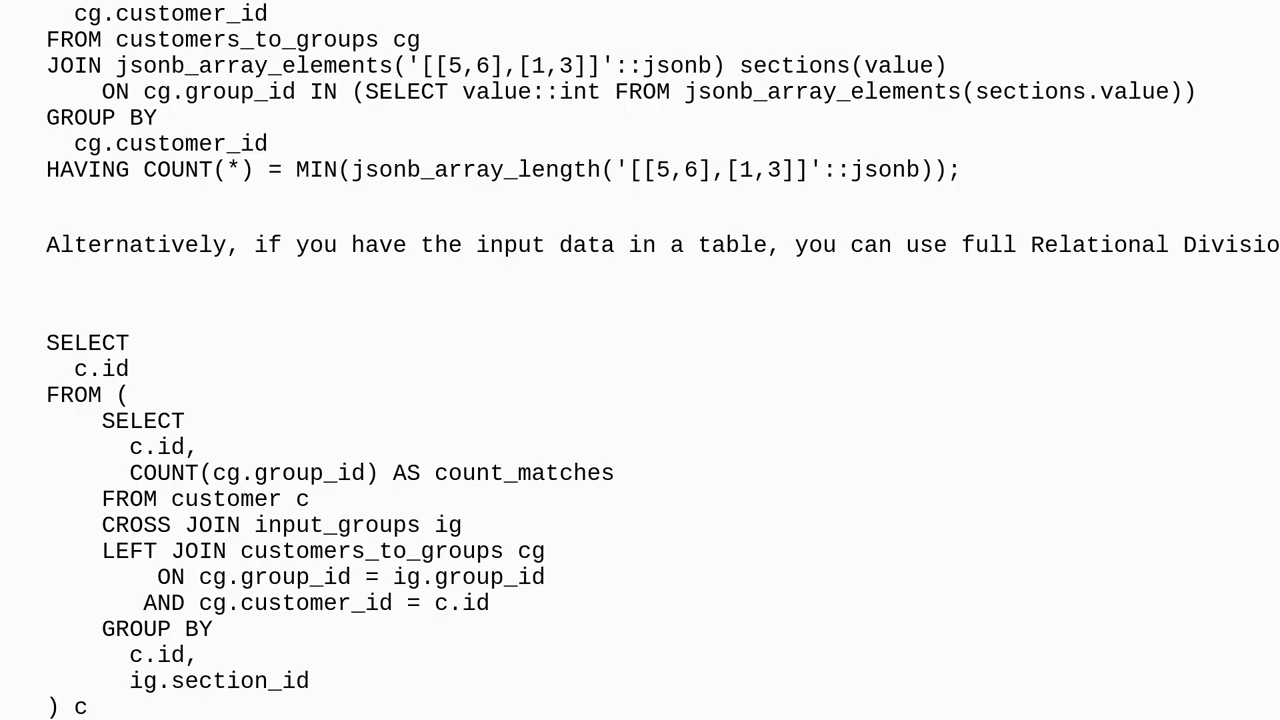 cg.customer_id
FROM customers_to_groups cg
JOIN jsonb_array_elements('[[5,6],[1,3]]'::jsonb) sections(value)
ON cg.group_id IN (SELECT value::int FROM jsonb_array_elements(sections.value))
GROUP BY
cg.customer_id
HAVING COUNT(*) = MIN(jsonb_array_length('[[5,6],[1,3]]'::jsonb));
Alternatively, if you have the input data in a table, you can use full Relational Divisio
SELECT
c.id
FROM (
SELECT
c.id,
COUNT(cg.group_id) AS count_matches
FROM customer c
CROSS JOIN input_groups ig
LEFT JOIN customers_to_groups cg
ON cg.group_id = ig.group_id
AND cg.customer_id = c.id
GROUP BY
c.id,
ig.section_id
) c